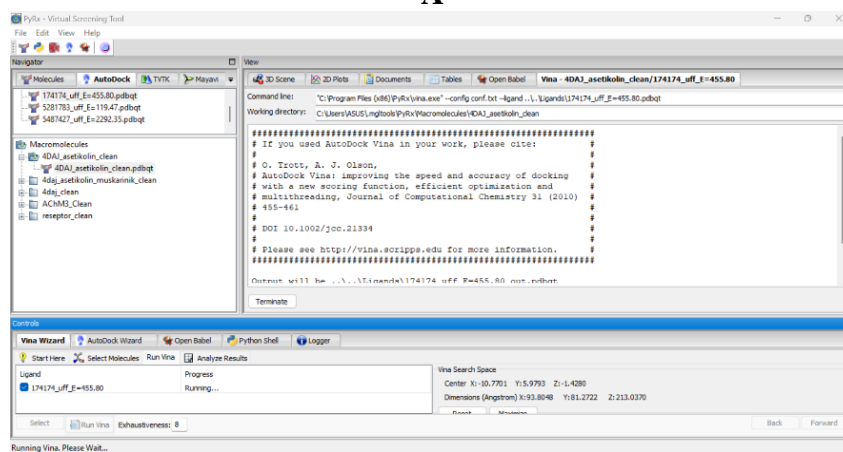 A
PyRx - Virtual Screening Tool
File Edit View Help
Navigator
Molecules AutoDock TVTK Mayavi
174174_uff_E=455.80.pdbqt
5281783_uff_E=119.47.pdbqt
5487427_uff_E=2292.35.pdbqt
Macromolecules
4DAJ_asetikolin_clean
4DAJ_asetikolin_clean.pdbqt
4daj_asetikolin_muskarinik_clean
4daj_clean
AChM3_Clean
reseptor_clean
View
3D Scene 2D Plots Documents Tables Open Babel Vina - 4DAJ_asetikolin_clean/174174_uff_E=455.80
Command line: "C:\Program Files (x86)\PyRx\vina.exe" --config conf.txt --ligand ..\..\Ligands\174174_uff_E=455.80.pdbqt
Working directory: C:\Users\ASUS\.mgltools\PyRx\Macromolecules\4DAJ_asetikolin_clean
#################################################################
# If you used AutoDock Vina in your work, please cite: #
# #
# O. Trott, A. J. Olson, #
# AutoDock Vina: improving the speed and accuracy of docking #
# with a new scoring function, efficient optimization and #
# multithreading, Journal of Computational Chemistry 31 (2010) #
# 455-461 #
# #
# DOI 10.1002/jcc.21334 #
# #
# Please see http://vina.scripps.edu for more information. #
#################################################################
Output will be ..\..\Ligands\174174_uff_E=455.80_out.pdbqt
Terminate
Controls
Vina Wizard AutoDock Wizard Open Babel Python Shell Logger
Start Here Select Molecules Run Vina Analyze Results
Ligand Progress
174174_uff_E=455.80 Running...
Vina Search Space
Center X:-10.7701 Y:5.9793 Z:-1.4280
Dimensions (Angstrom) X:93.8048 Y:81.2722 Z:213.0370
Reset Maximize
Select Run Vina Exhaustiveness: 8 Back Forward
Running Vina. Please Wait...